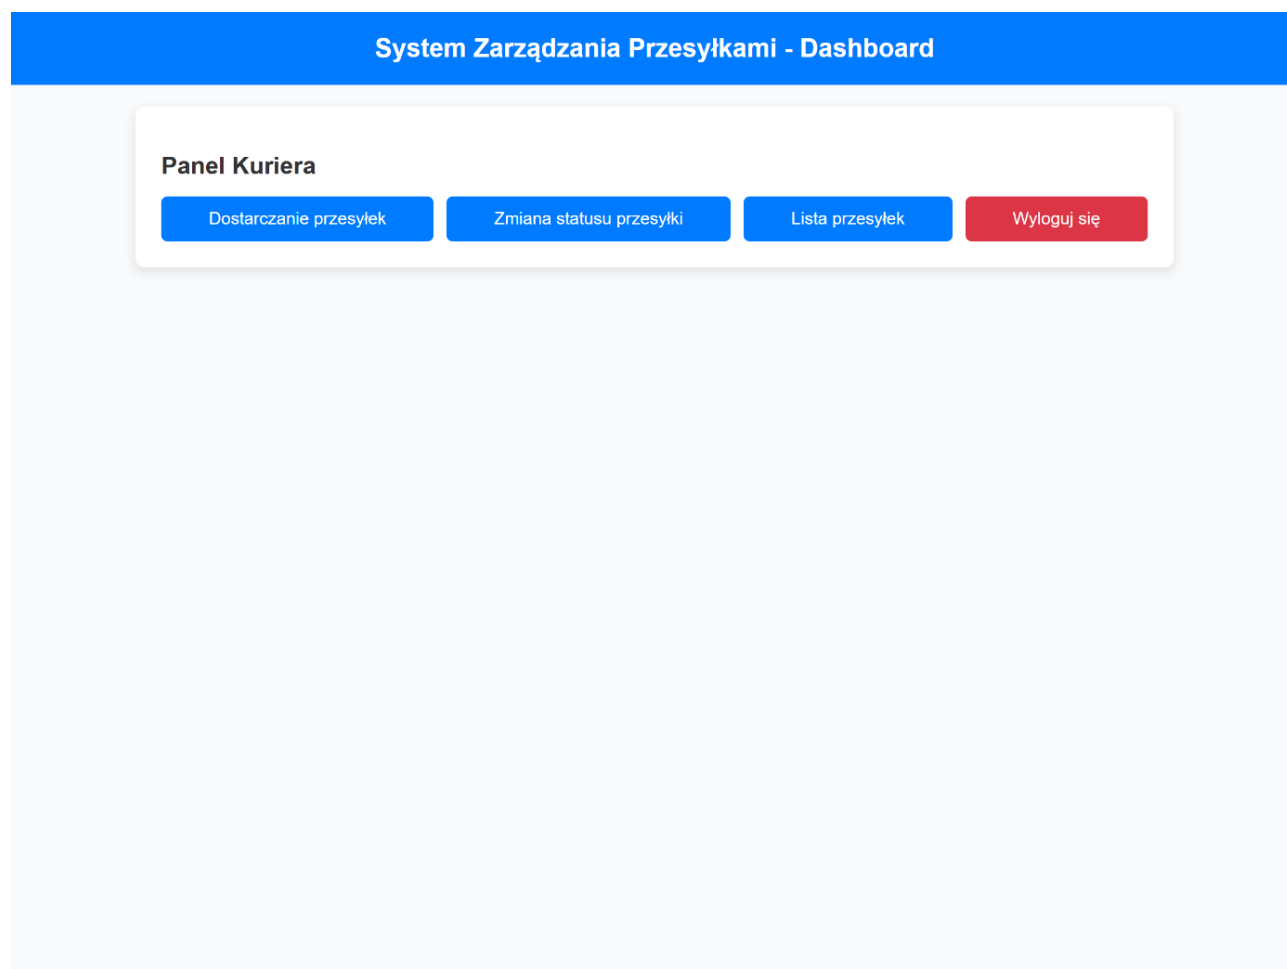 System Zarządzania Przesyłkami - Dashboard
Panel Kuriera
Dostarczanie przesyłek Zmiana statusu przesyłki Lista przesyłek Wyloguj się